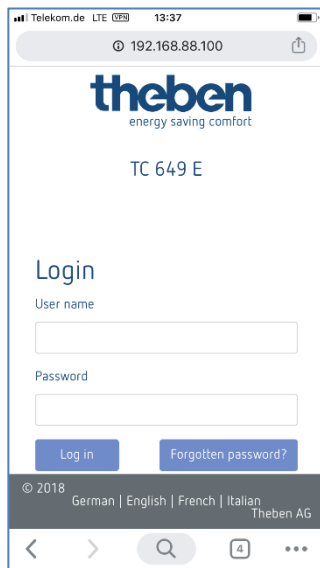 Telekom.de LTE VPN 13:37
192.168.88.100
theben
energy saving comfort
TC 649 E
Login
User name
Password
Log in Forgotten password?
© 2018
German | English | French | Italian
Theben AG
4